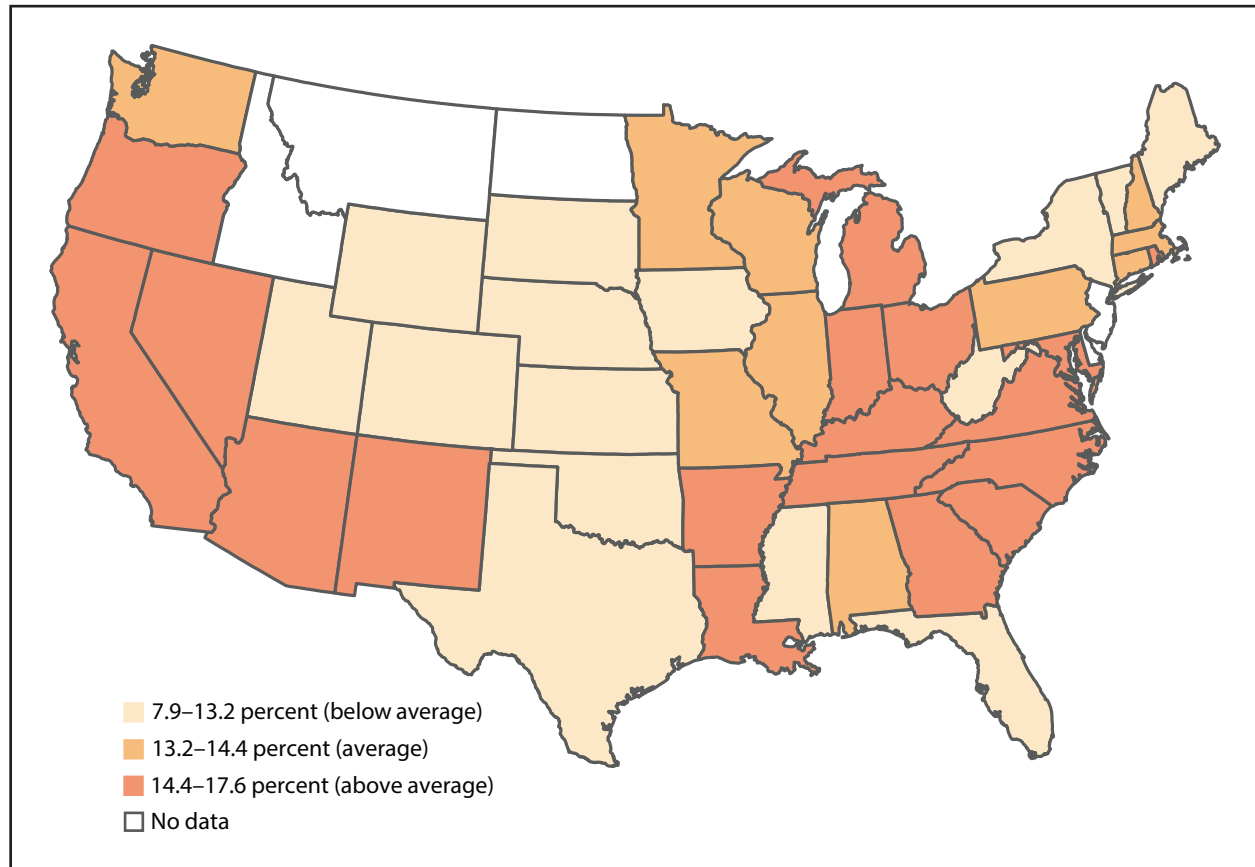 7.9–13.2 percent (below average)
13.2–14.4 percent (average)
14.4–17.6 percent (above average)
No data